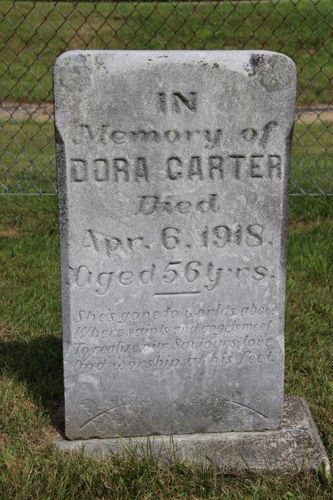 IN
Memory of
DORA CARTER
Died
Apr. 6. 1918.
Aged 56 Yrs.
She's gone to worlds above
Where saints and angels meet
To realize our Saviours love
And worship at his feet.